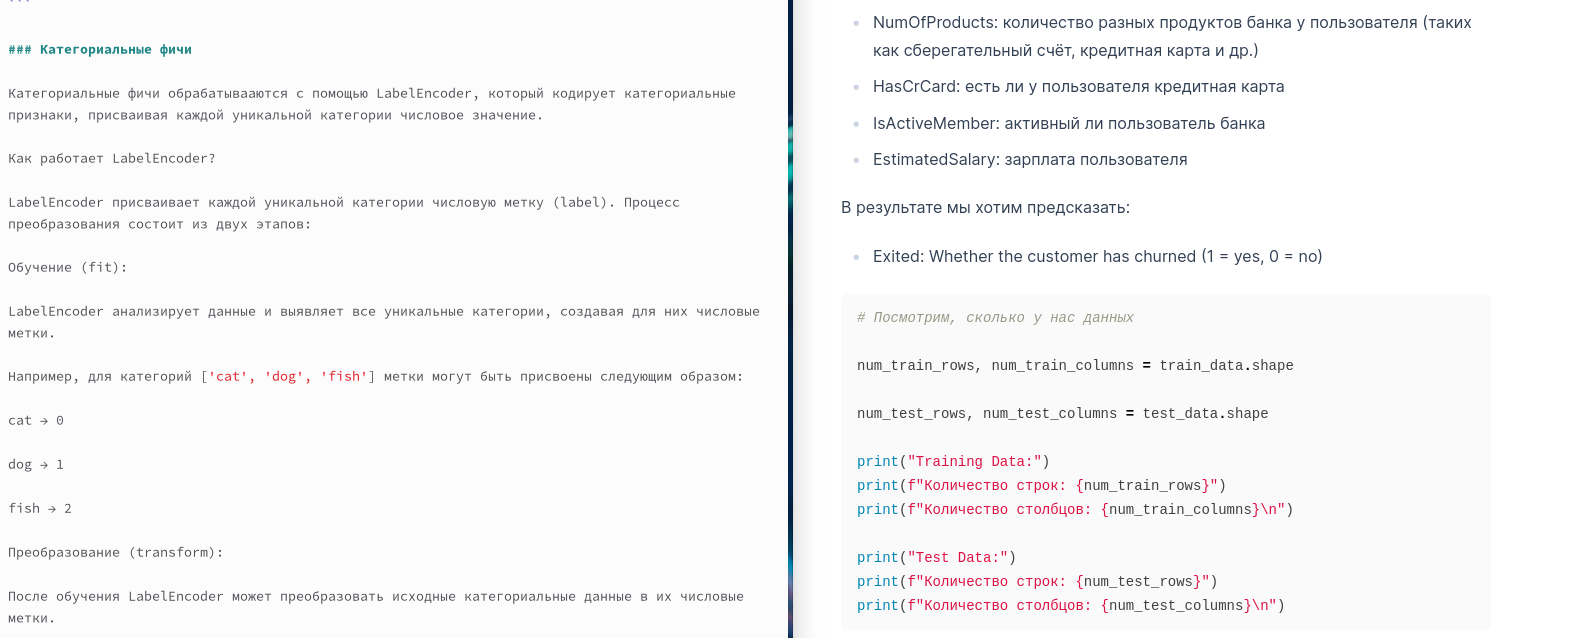 ```
### Категориальные фичи
Категориальные фичи обрабатывааются с помощью LabelEncoder, который кодирует категориальные
признаки, присваивая каждой уникальной категории числовое значение.
Как работает LabelEncoder?
LabelEncoder присваивает каждой уникальной категории числовую метку (label). Процесс
преобразования состоит из двух этапов:
Обучение (fit):
LabelEncoder анализирует данные и выявляет все уникальные категории, создавая для них числовые
метки.
Например, для категорий ['cat', 'dog', 'fish'] метки могут быть присвоены следующим образом:
cat → 0
dog → 1
fish → 2
Преобразование (transform):
После обучения LabelEncoder может преобразовать исходные категориальные данные в их числовые
метки.
• NumOfProducts: количество разных продуктов банка у пользователя (таких
как сберегательный счёт, кредитная карта и др.)
• HasCrCard: есть ли у пользователя кредитная карта
• IsActiveMember: активный ли пользователь банка
• EstimatedSalary: зарплата пользователя
В результате мы хотим предсказать:
• Exited: Whether the customer has churned (1 = yes, 0 = no)
# Посмотрим, сколько у нас данных
num_train_rows, num_train_columns = train_data.shape
num_test_rows, num_test_columns = test_data.shape
print("Training Data:")
print(f"Количество строк: {num_train_rows}")
print(f"Количество столбцов: {num_train_columns}\n")
print("Test Data:")
print(f"Количество строк: {num_test_rows}")
print(f"Количество столбцов: {num_test_columns}\n")